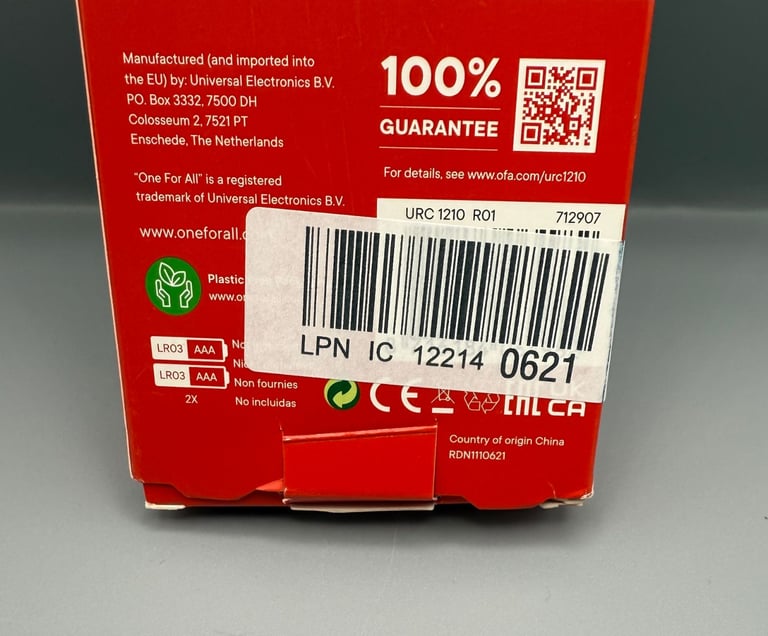 Manufactured (and imported into
the EU) by: Universal Electronics B.V.
PO. Box 3332, 7500 DH
Colosseum 2, 7521 PT
Enschede, The Netherlands
"One For All" is a registered
trademark of Universal Electronics B.V.
www.oneforall.
Plastic
LR03 AAA
LR03 AAA
2X
Non fournies
No incluidas
100%
GUARANTEE
For details, see www.ofa.com/urc1210
URC 1210 R01 712907
LPN IC 12214 0621
CE
EAC
Country of origin China
RDN1110621